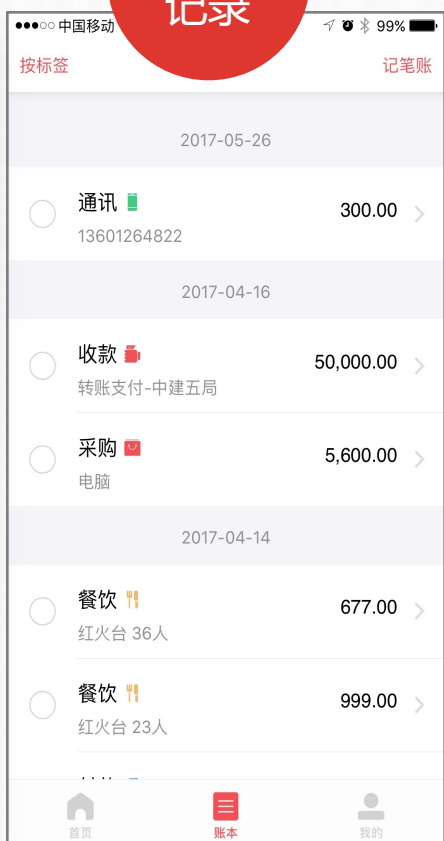 记录
中国移动 99%
按标签 记笔账
2017-05-26
通讯 300.00
13601264822
2017-04-16
收款 50,000.00
转账支付-中建五局
采购 5,600.00
电脑
2017-04-14
餐饮 677.00
红火台 36人
餐饮 999.00
红火台 23人
首页 账本 我的